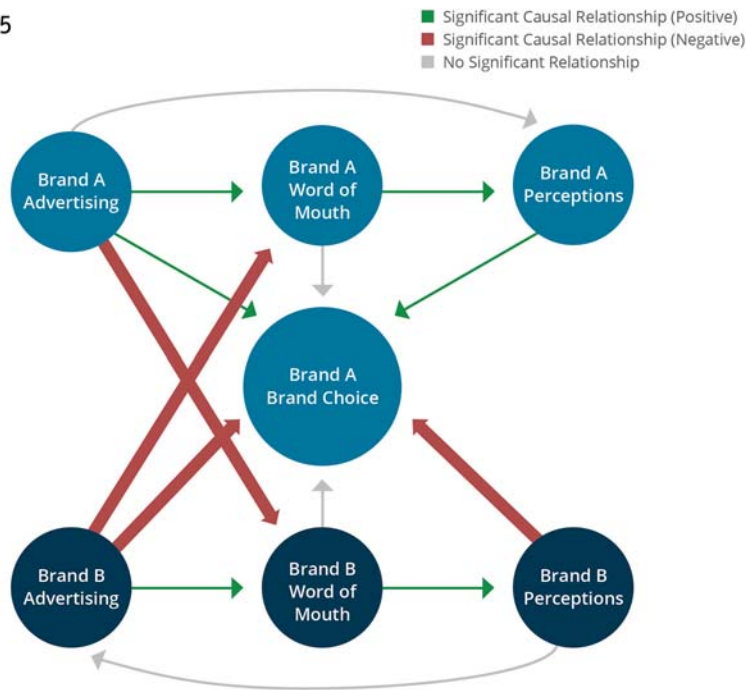 5
Significant Causal Relationship (Positive)
Significant Causal Relationship (Negative)
No Significant Relationship
Brand A
Advertising
Brand A
Word of
Mouth
Brand A
Perceptions
Brand A
Brand Choice
Brand B
Advertising
Brand B
Word of
Mouth
Brand B
Perceptions